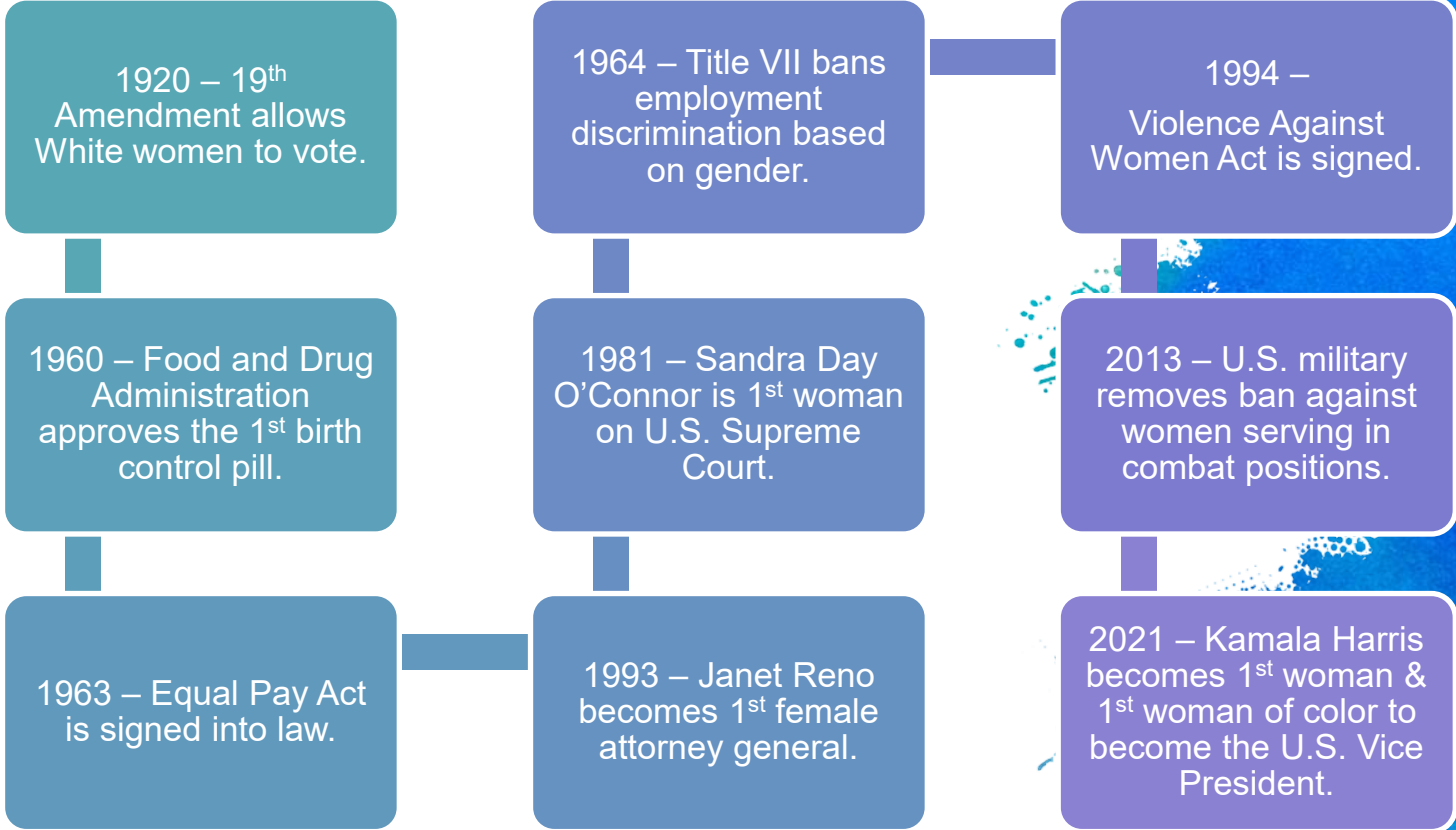 1920 – 19th
Amendment allows
White women to vote.
1960 – Food and Drug
Administration
approves the 1st birth
control pill.
1963 – Equal Pay Act
is signed into law.
1964 – Title VII bans
employment
discrimination based
on gender.
1981 – Sandra Day
O’Connor is 1st woman
on U.S. Supreme
Court.
1993 – Janet Reno
becomes 1st female
attorney general.
1994 –
Violence Against
Women Act is signed.
2013 – U.S. military
removes ban against
women serving in
combat positions.
2021 – Kamala Harris
becomes 1st woman &
1st woman of color to
become the U.S. Vice
President.